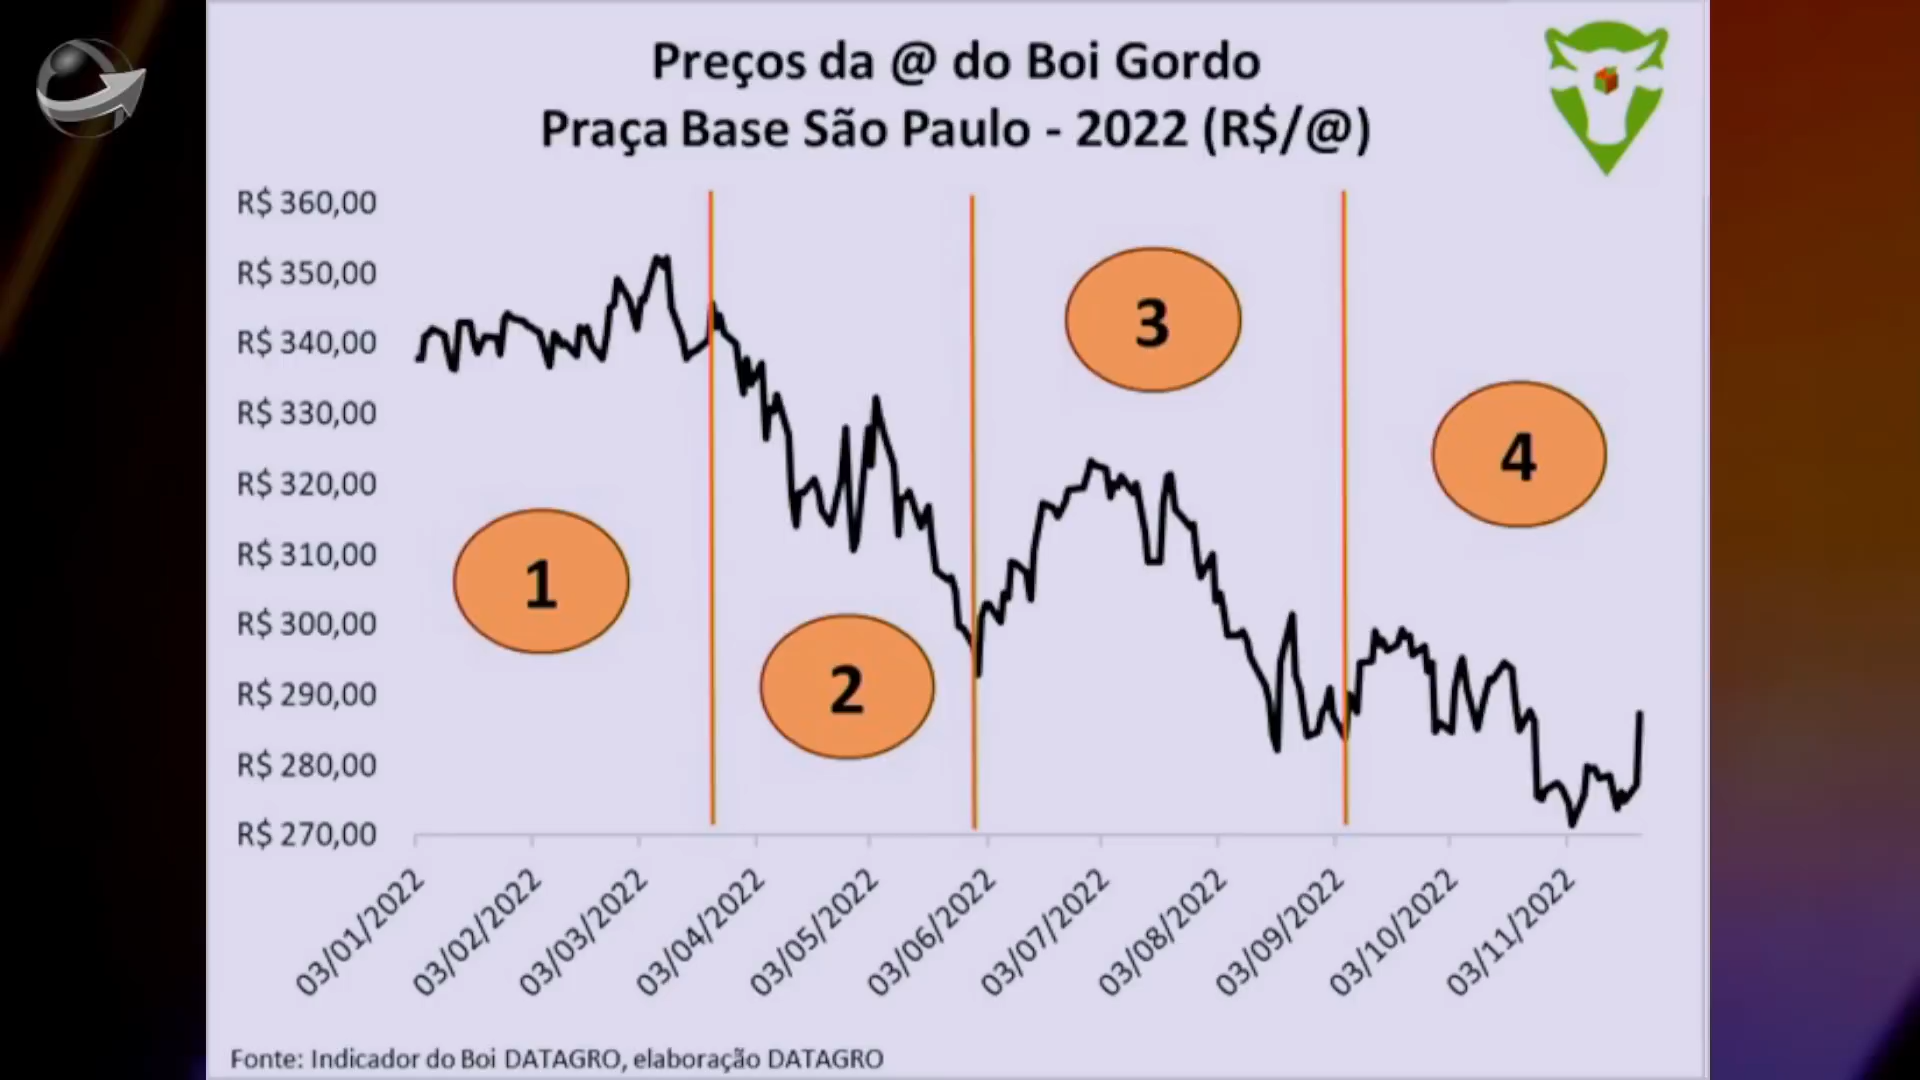 Preços da @ do Boi Gordo
Praça Base São Paulo - 2022 (R$/@)
R$ 360,00
R$ 350,00
R$ 340,00
R$ 330,00
R$ 320,00
R$ 310,00
R$ 300,00
R$ 290,00
R$ 280,00
R$ 270,00
1
2
3
4
03/01/2022
03/02/2022
03/03/2022
03/04/2022
03/05/2022
03/06/2022
03/07/2022
03/08/2022
03/09/2022
03/10/2022
03/11/2022
Fonte: Indicador do Boi DATAGRO, elaboração DATAGRO